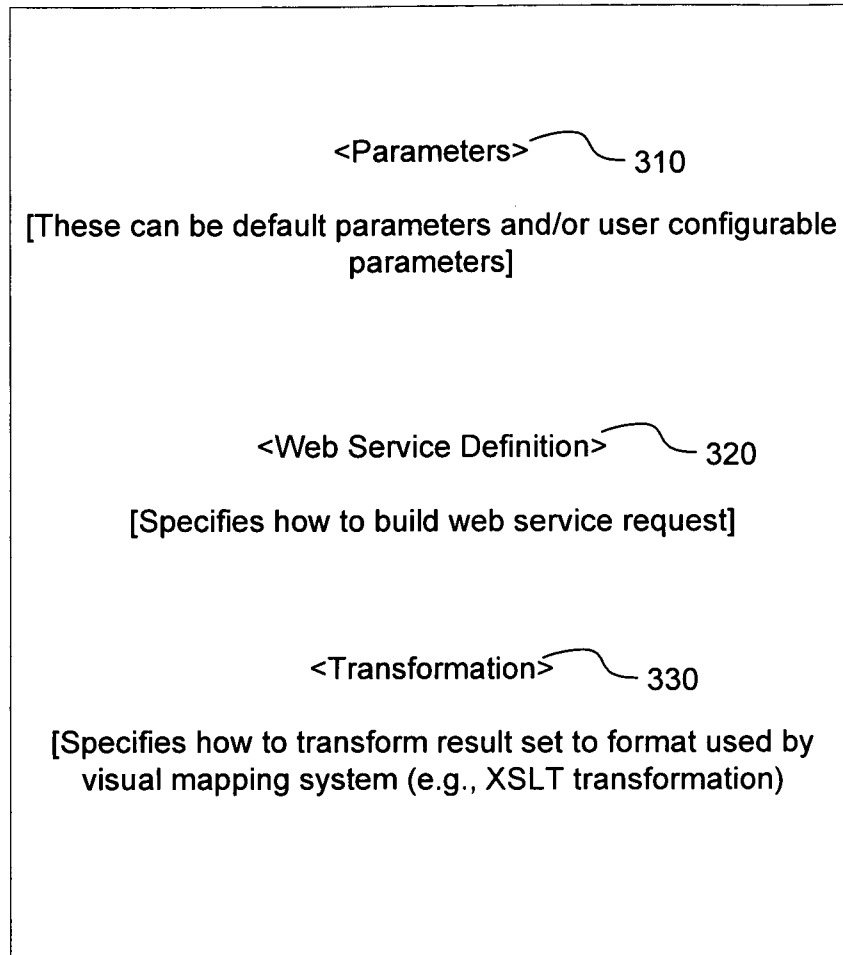 <Parameters> 310
[These can be default parameters and/or user configurable
parameters]
<Web Service Definition> 320
[Specifies how to build web service request]
<Transformation> 330
[Specifies how to transform result set to format used by
visual mapping system (e.g., XSLT transformation)